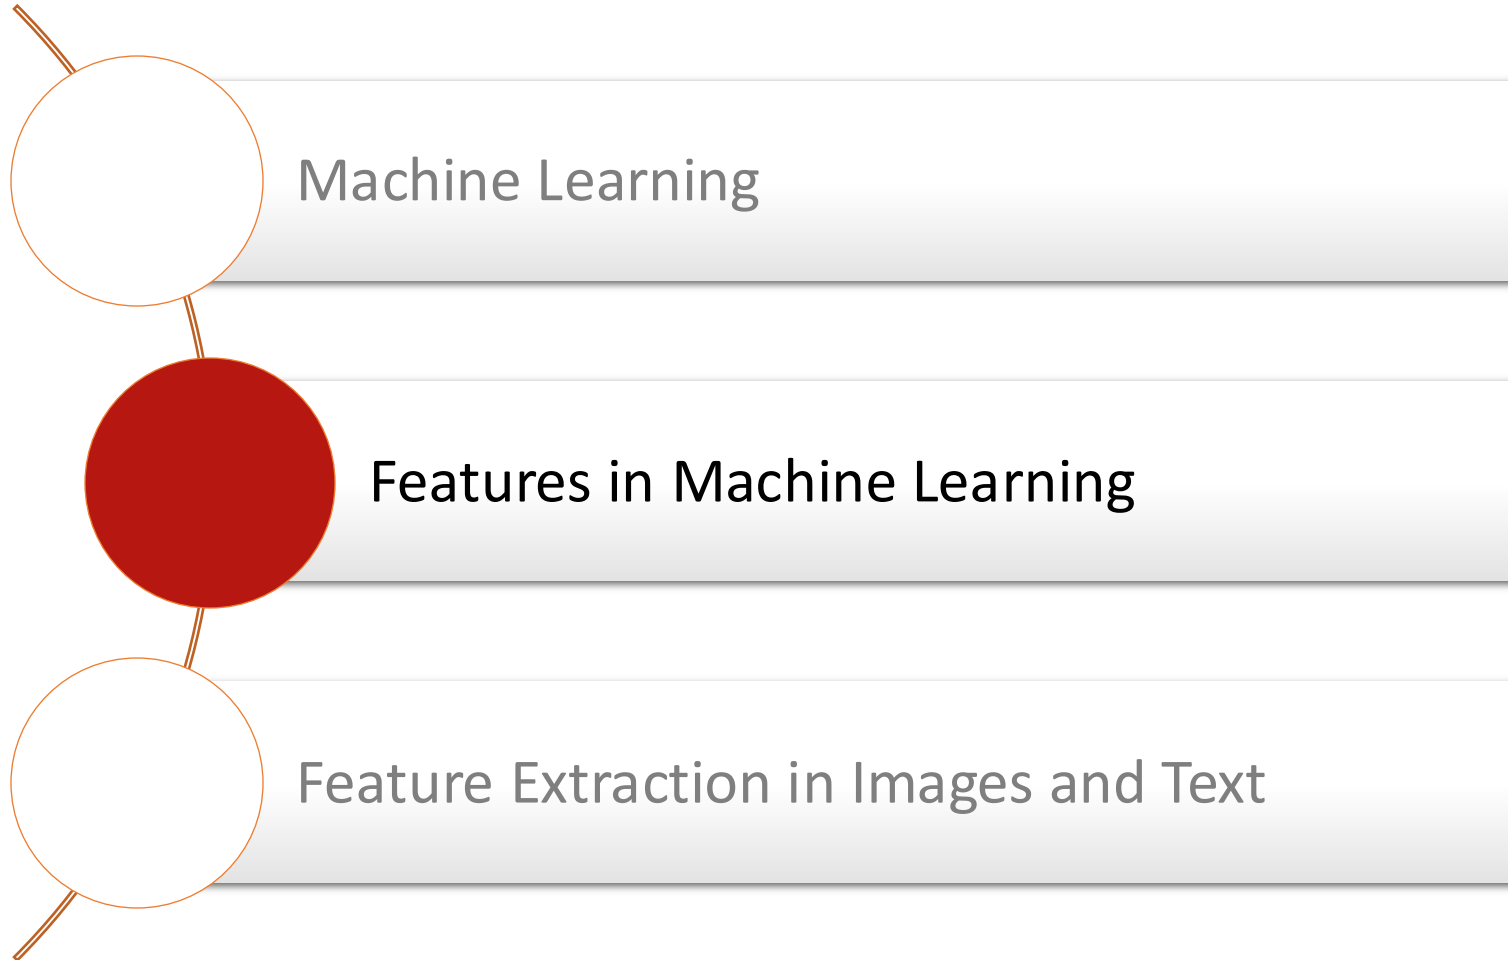 Machine Learning
Features in Machine Learning
Feature Extraction in Images and Text